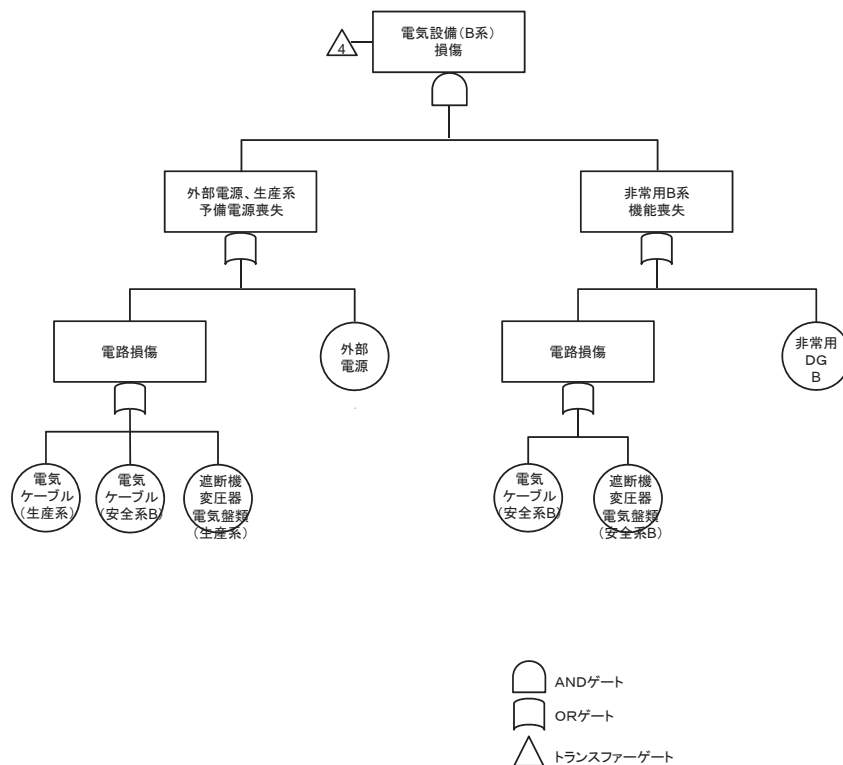 電気設備（B系）
損傷
4
外部電源、生産系
予備電源喪失
非常用B系
機能喪失
電路損傷
外部
電源
電路損傷
非常用
DG
B
電気
ケーブル
（生産系）
電気
ケーブル
（安全系B）
遮断機
変圧器
電気盤類
（生産系）
電気
ケーブル
（安全系B）
遮断機
変圧器
電気盤類
（安全系B）
ANDゲート
ORゲート
トランスファーゲート